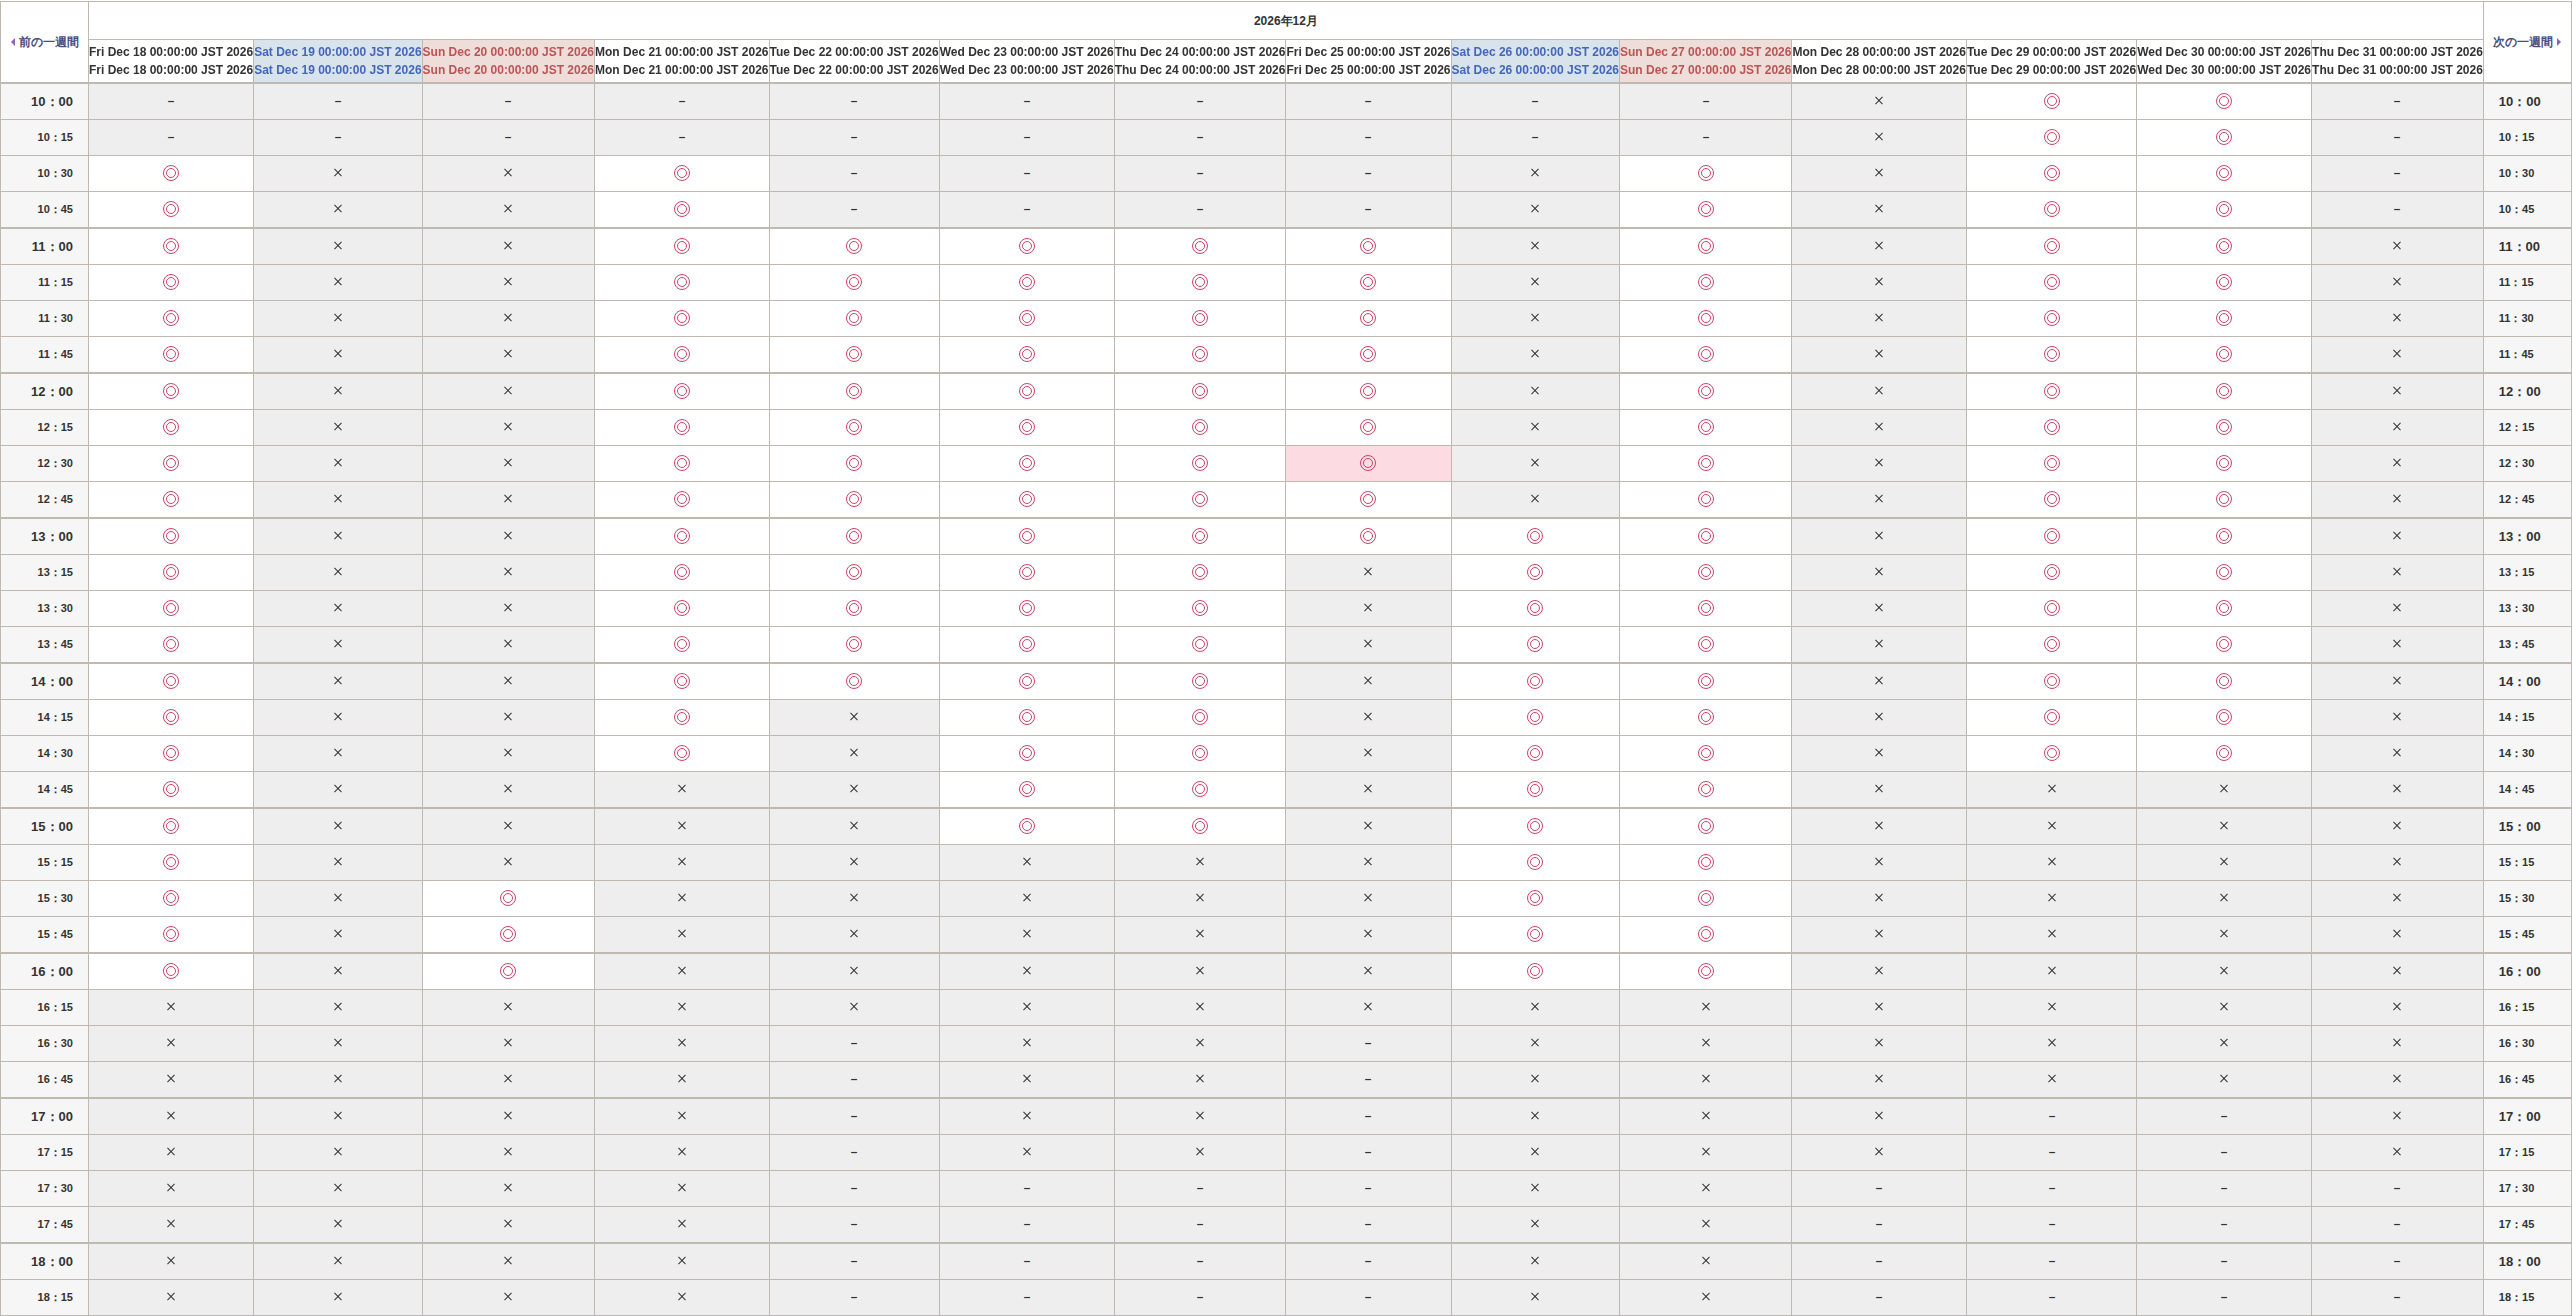 2026年12月
前の一週間
次の一週間
Fri Dec 18 00:00:00 JST 2026 Sat Dec 19 00:00:00 JST 2026 Sun Dec 20 00:00:00 JST 2026 Mon Dec 21 00:00:00 JST 2026 Tue Dec 22 00:00:00 JST 2026 Wed Dec 23 00:00:00 JST 2026 Thu Dec 24 00:00:00 JST 2026 Fri Dec 25 00:00:00 JST 2026 Sat Dec 26 00:00:00 JST 2026 Sun Dec 27 00:00:00 JST 2026 Mon Dec 28 00:00:00 JST 2026 Tue Dec 29 00:00:00 JST 2026 Wed Dec 30 00:00:00 JST 2026 Thu Dec 31 00:00:00 JST 2026
Fri Dec 18 00:00:00 JST 2026 Sat Dec 19 00:00:00 JST 2026 Sun Dec 20 00:00:00 JST 2026 Mon Dec 21 00:00:00 JST 2026 Tue Dec 22 00:00:00 JST 2026 Wed Dec 23 00:00:00 JST 2026 Thu Dec 24 00:00:00 JST 2026 Fri Dec 25 00:00:00 JST 2026 Sat Dec 26 00:00:00 JST 2026 Sun Dec 27 00:00:00 JST 2026 Mon Dec 28 00:00:00 JST 2026 Tue Dec 29 00:00:00 JST 2026 Wed Dec 30 00:00:00 JST 2026 Thu Dec 31 00:00:00 JST 2026
10：00 – – – – – – – – – – × ◎ ◎ – 10：00
10：15 – – – – – – – – – – × ◎ ◎ – 10：15
10：30 ◎ × × ◎ – – – – × ◎ × ◎ ◎ – 10：30
10：45 ◎ × × ◎ – – – – × ◎ × ◎ ◎ – 10：45
11：00 ◎ × × ◎ ◎ ◎ ◎ ◎ × ◎ × ◎ ◎ × 11：00
11：15 ◎ × × ◎ ◎ ◎ ◎ ◎ × ◎ × ◎ ◎ × 11：15
11：30 ◎ × × ◎ ◎ ◎ ◎ ◎ × ◎ × ◎ ◎ × 11：30
11：45 ◎ × × ◎ ◎ ◎ ◎ ◎ × ◎ × ◎ ◎ × 11：45
12：00 ◎ × × ◎ ◎ ◎ ◎ ◎ × ◎ × ◎ ◎ × 12：00
12：15 ◎ × × ◎ ◎ ◎ ◎ ◎ × ◎ × ◎ ◎ × 12：15
12：30 ◎ × × ◎ ◎ ◎ ◎ ◎ × ◎ × ◎ ◎ × 12：30
12：45 ◎ × × ◎ ◎ ◎ ◎ ◎ × ◎ × ◎ ◎ × 12：45
13：00 ◎ × × ◎ ◎ ◎ ◎ ◎ ◎ ◎ × ◎ ◎ × 13：00
13：15 ◎ × × ◎ ◎ ◎ ◎ × ◎ ◎ × ◎ ◎ × 13：15
13：30 ◎ × × ◎ ◎ ◎ ◎ × ◎ ◎ × ◎ ◎ × 13：30
13：45 ◎ × × ◎ ◎ ◎ ◎ × ◎ ◎ × ◎ ◎ × 13：45
14：00 ◎ × × ◎ ◎ ◎ ◎ × ◎ ◎ × ◎ ◎ × 14：00
14：15 ◎ × × ◎ × ◎ ◎ × ◎ ◎ × ◎ ◎ × 14：15
14：30 ◎ × × ◎ × ◎ ◎ × ◎ ◎ × ◎ ◎ × 14：30
14：45 ◎ × × × × ◎ ◎ × ◎ ◎ × × × × 14：45
15：00 ◎ × × × × ◎ ◎ × ◎ ◎ × × × × 15：00
15：15 ◎ × × × × × × × ◎ ◎ × × × × 15：15
15：30 ◎ × ◎ × × × × × ◎ ◎ × × × × 15：30
15：45 ◎ × ◎ × × × × × ◎ ◎ × × × × 15：45
16：00 ◎ × ◎ × × × × × ◎ ◎ × × × × 16：00
16：15 × × × × × × × × × × × × × × 16：15
16：30 × × × × – × × – × × × × × × 16：30
16：45 × × × × – × × – × × × × × × 16：45
17：00 × × × × – × × – × × × – – × 17：00
17：15 × × × × – × × – × × × – – × 17：15
17：30 × × × × – – – – × × – – – – 17：30
17：45 × × × × – – – – × × – – – – 17：45
18：00 × × × × – – – – × × – – – – 18：00
18：15 × × × × – – – – × × – – – – 18：15